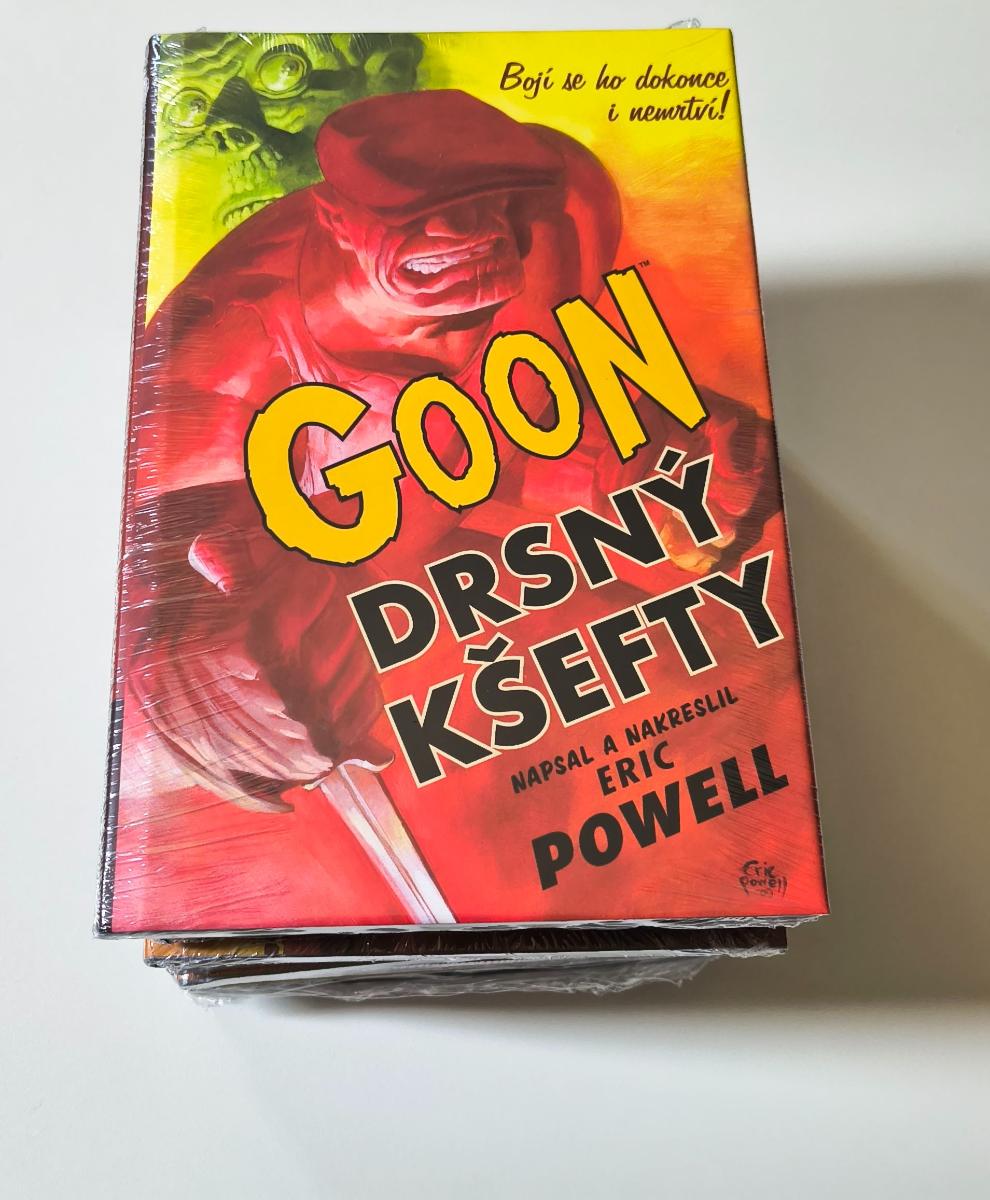 Bojí se ho dokonce
i nemrtví!
GOON™
DRSNÝ
KŠEFTY
NAPSAL A NAKRESLIL
ERIC
POWELL
Eric
Powell